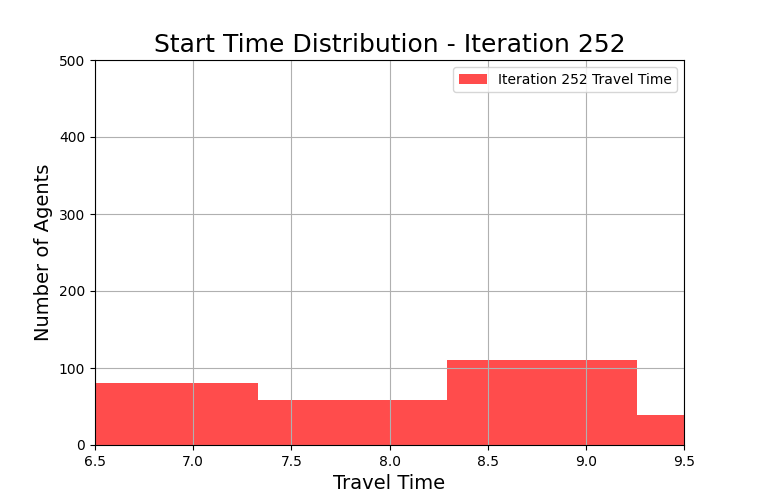 Start Time Distribution - Iteration 252
Iteration 252 Travel Time
Number of Agents
500
400
300
200
100
0
6.5 7.0 7.5 8.0 8.5 9.0 9.5
Travel Time